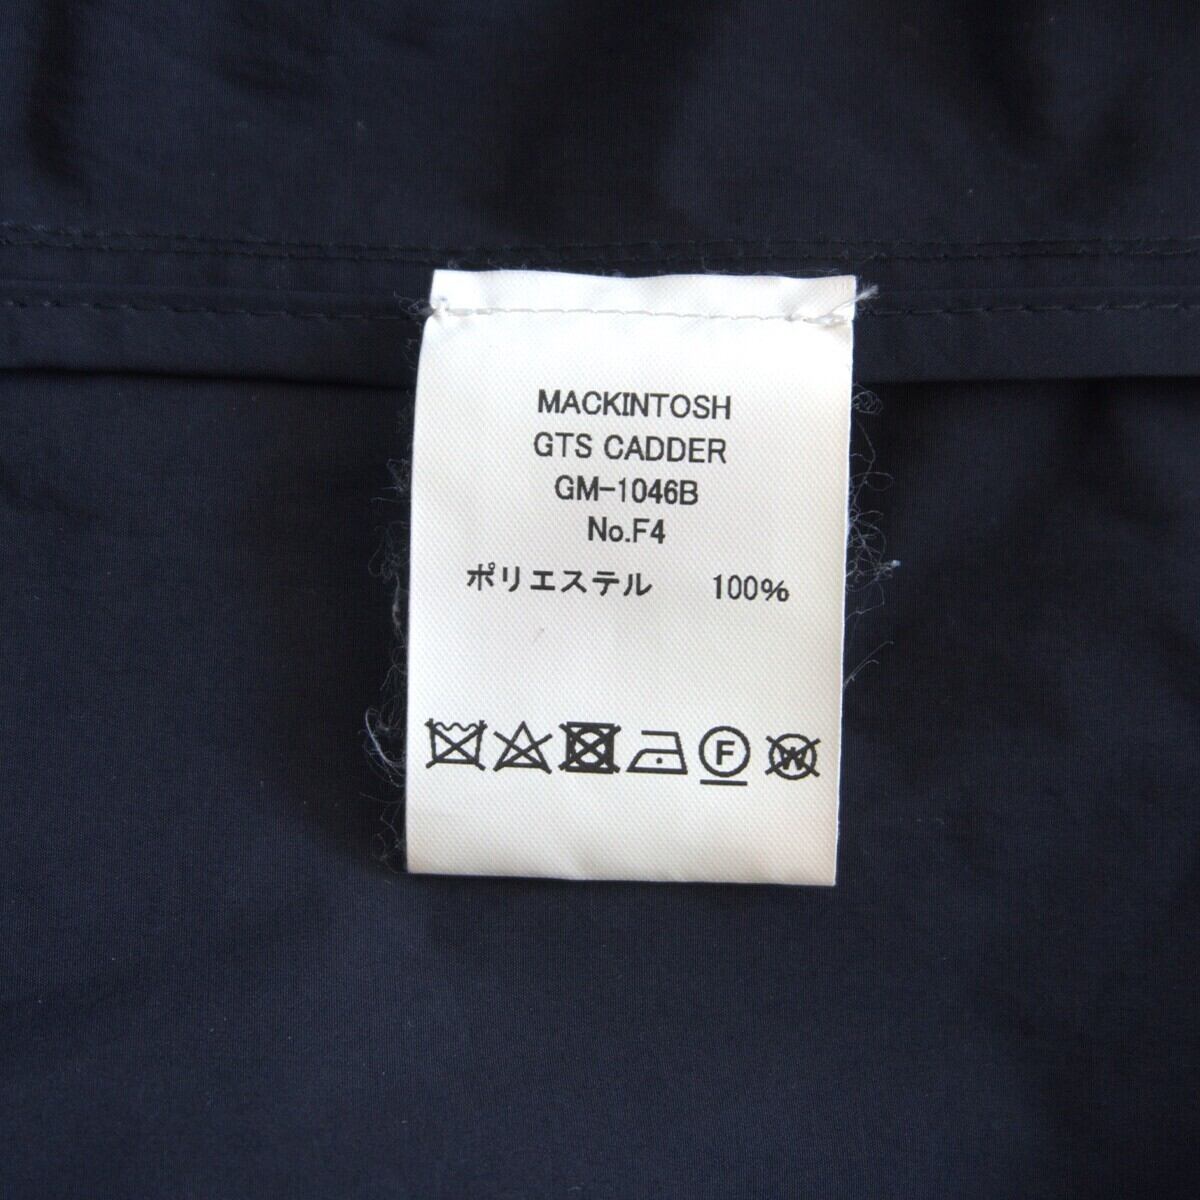 MACKINTOSH
GTS CADDER
GM-1046B
No.F4
ポリエステル 100%
F W